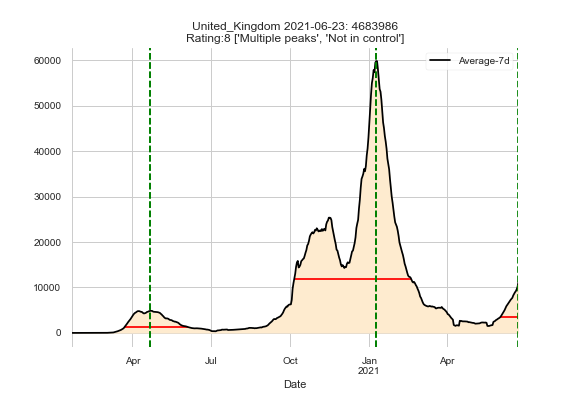 United_Kingdom 2021-06-23: 4683986
Rating:8 ['Multiple peaks', 'Not in control']
Average-7d
60000
50000
40000
30000
20000
10000
0
Apr
Jul
Oct
Jan
2021
Apr
Date